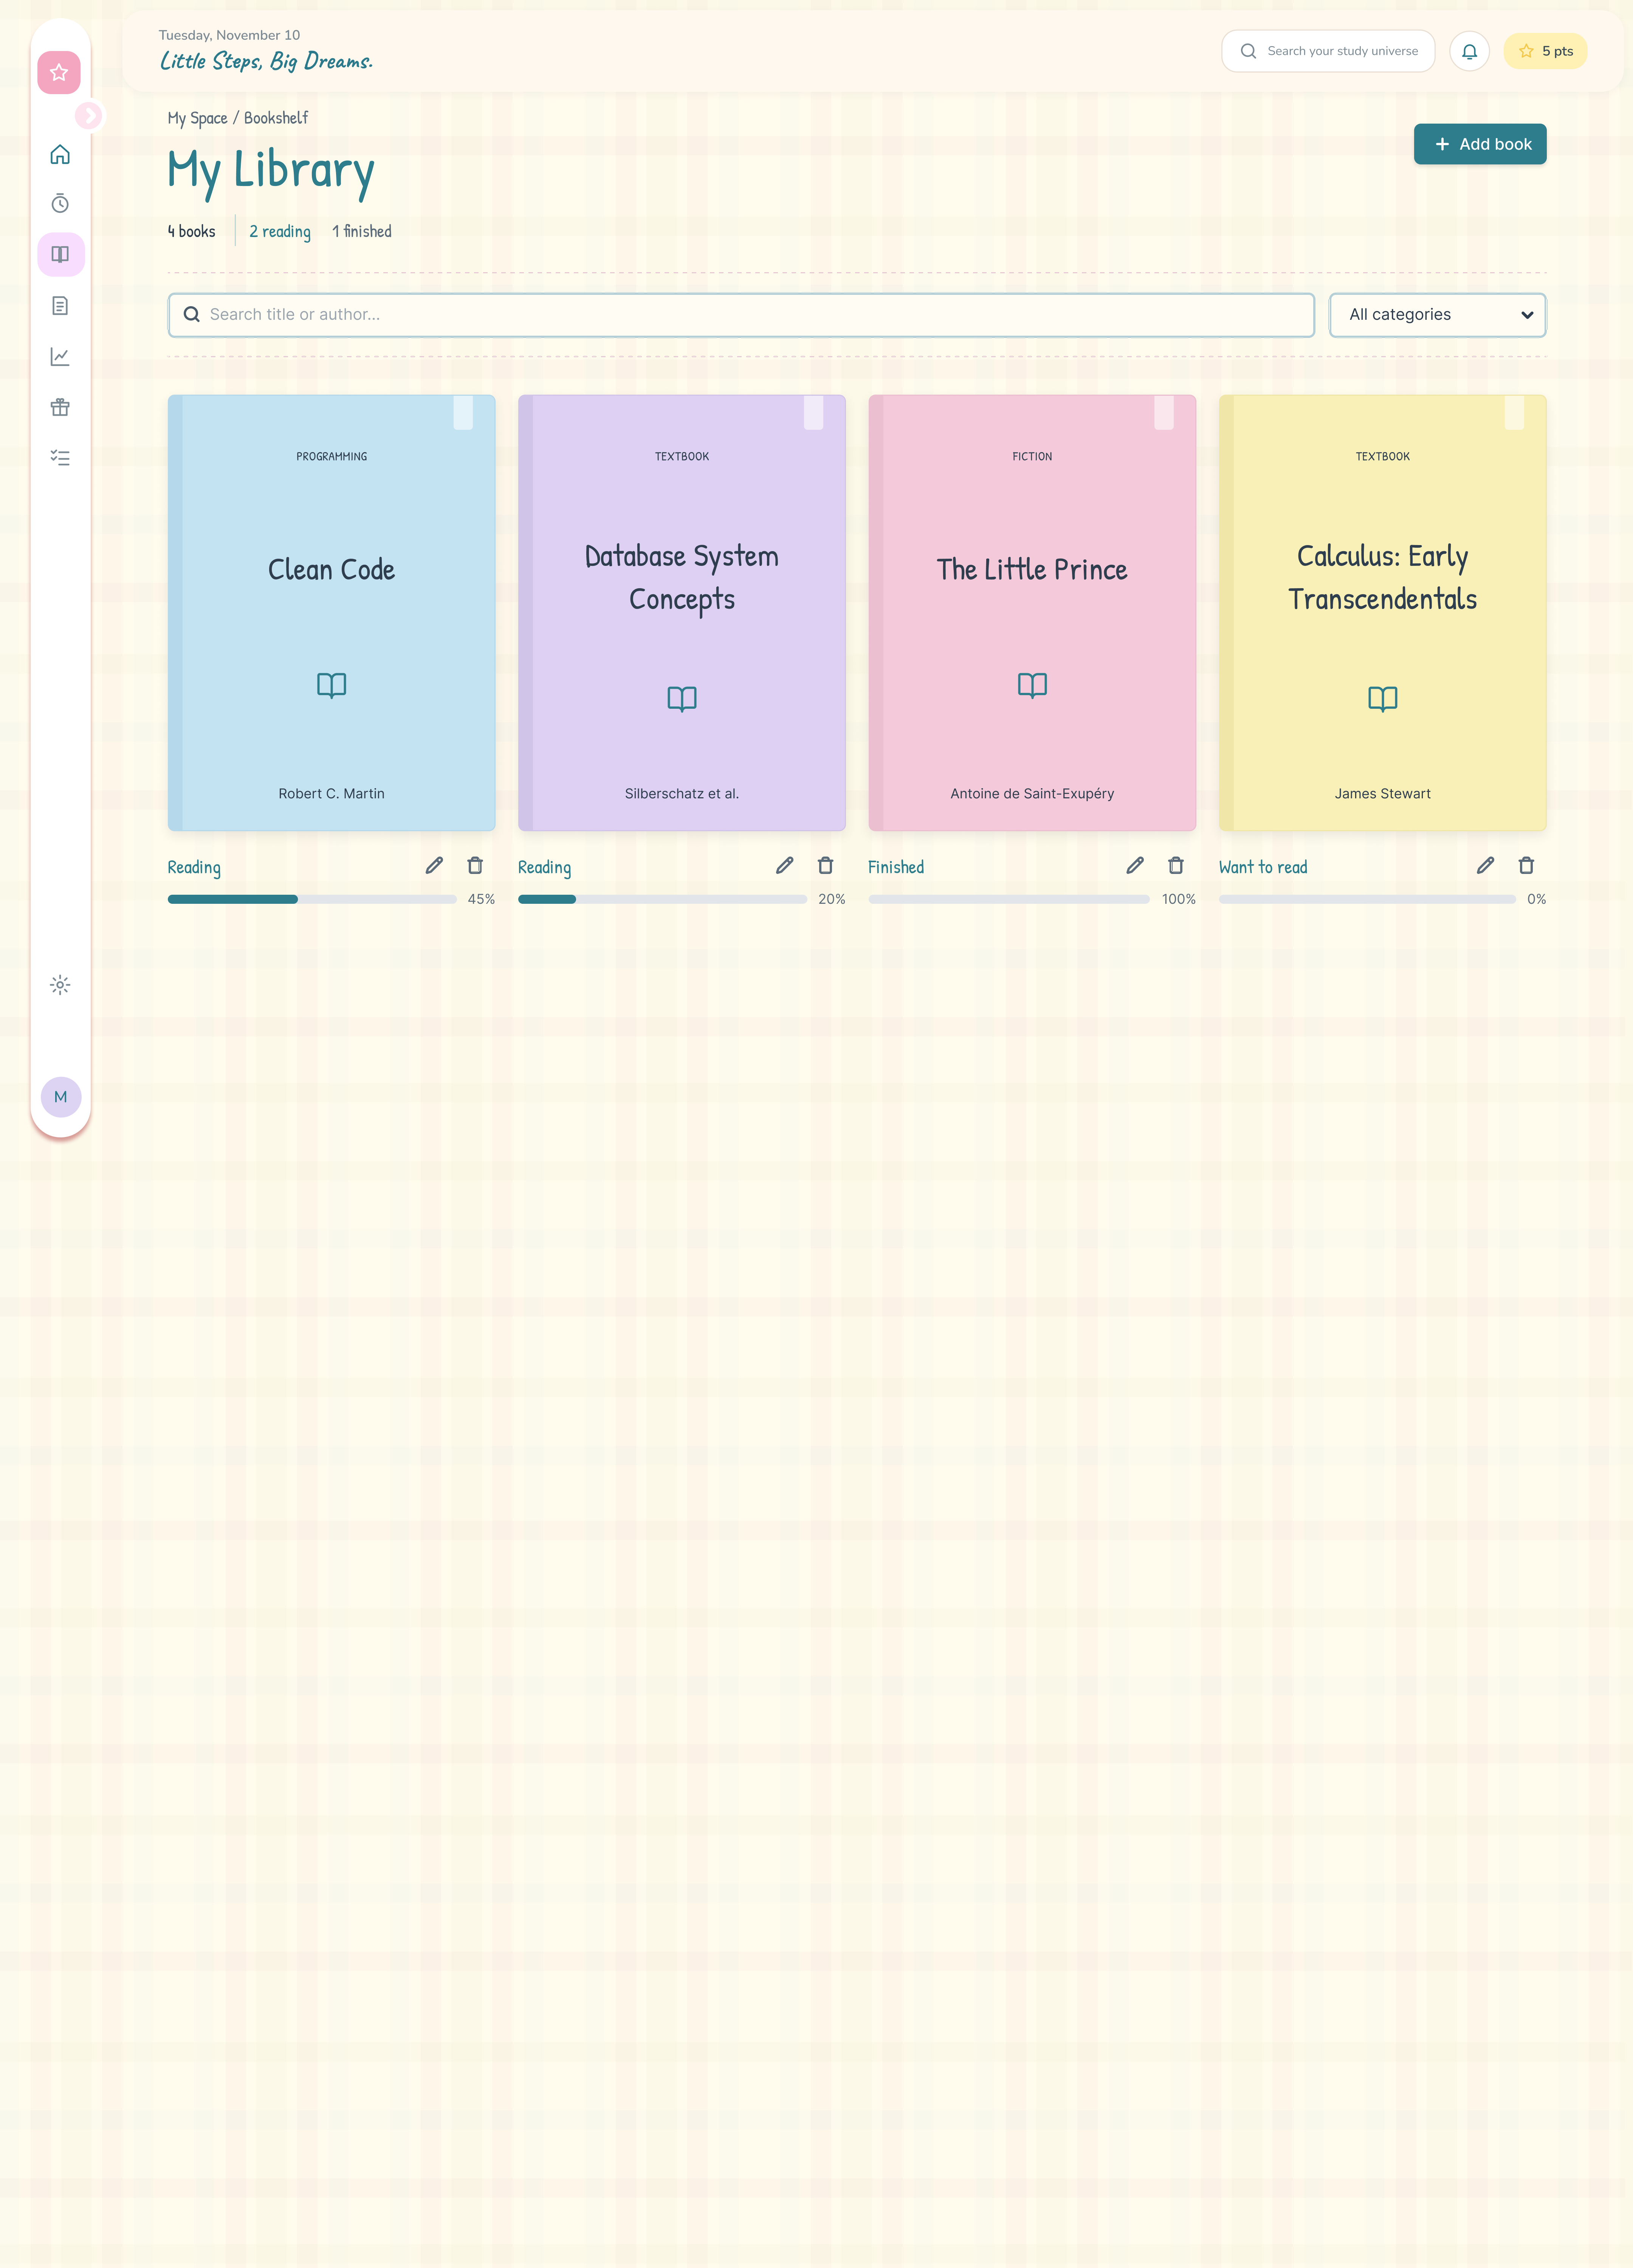 Tuesday, November 10
Little Steps, Big Dreams.
Search your study universe
5 pts
My Space / Bookshelf
My Library
Add book
4 books
2 reading
1 finished
Search title or author...
All categories
PROGRAMMING
Clean Code
Robert C. Martin
TEXTBOOK
Database System
Concepts
Silberschatz et al.
FICTION
The Little Prince
Antoine de Saint-Exupéry
TEXTBOOK
Calculus: Early
Transcendentals
James Stewart
Reading
45%
Reading
20%
Finished
100%
Want to read
0%
M